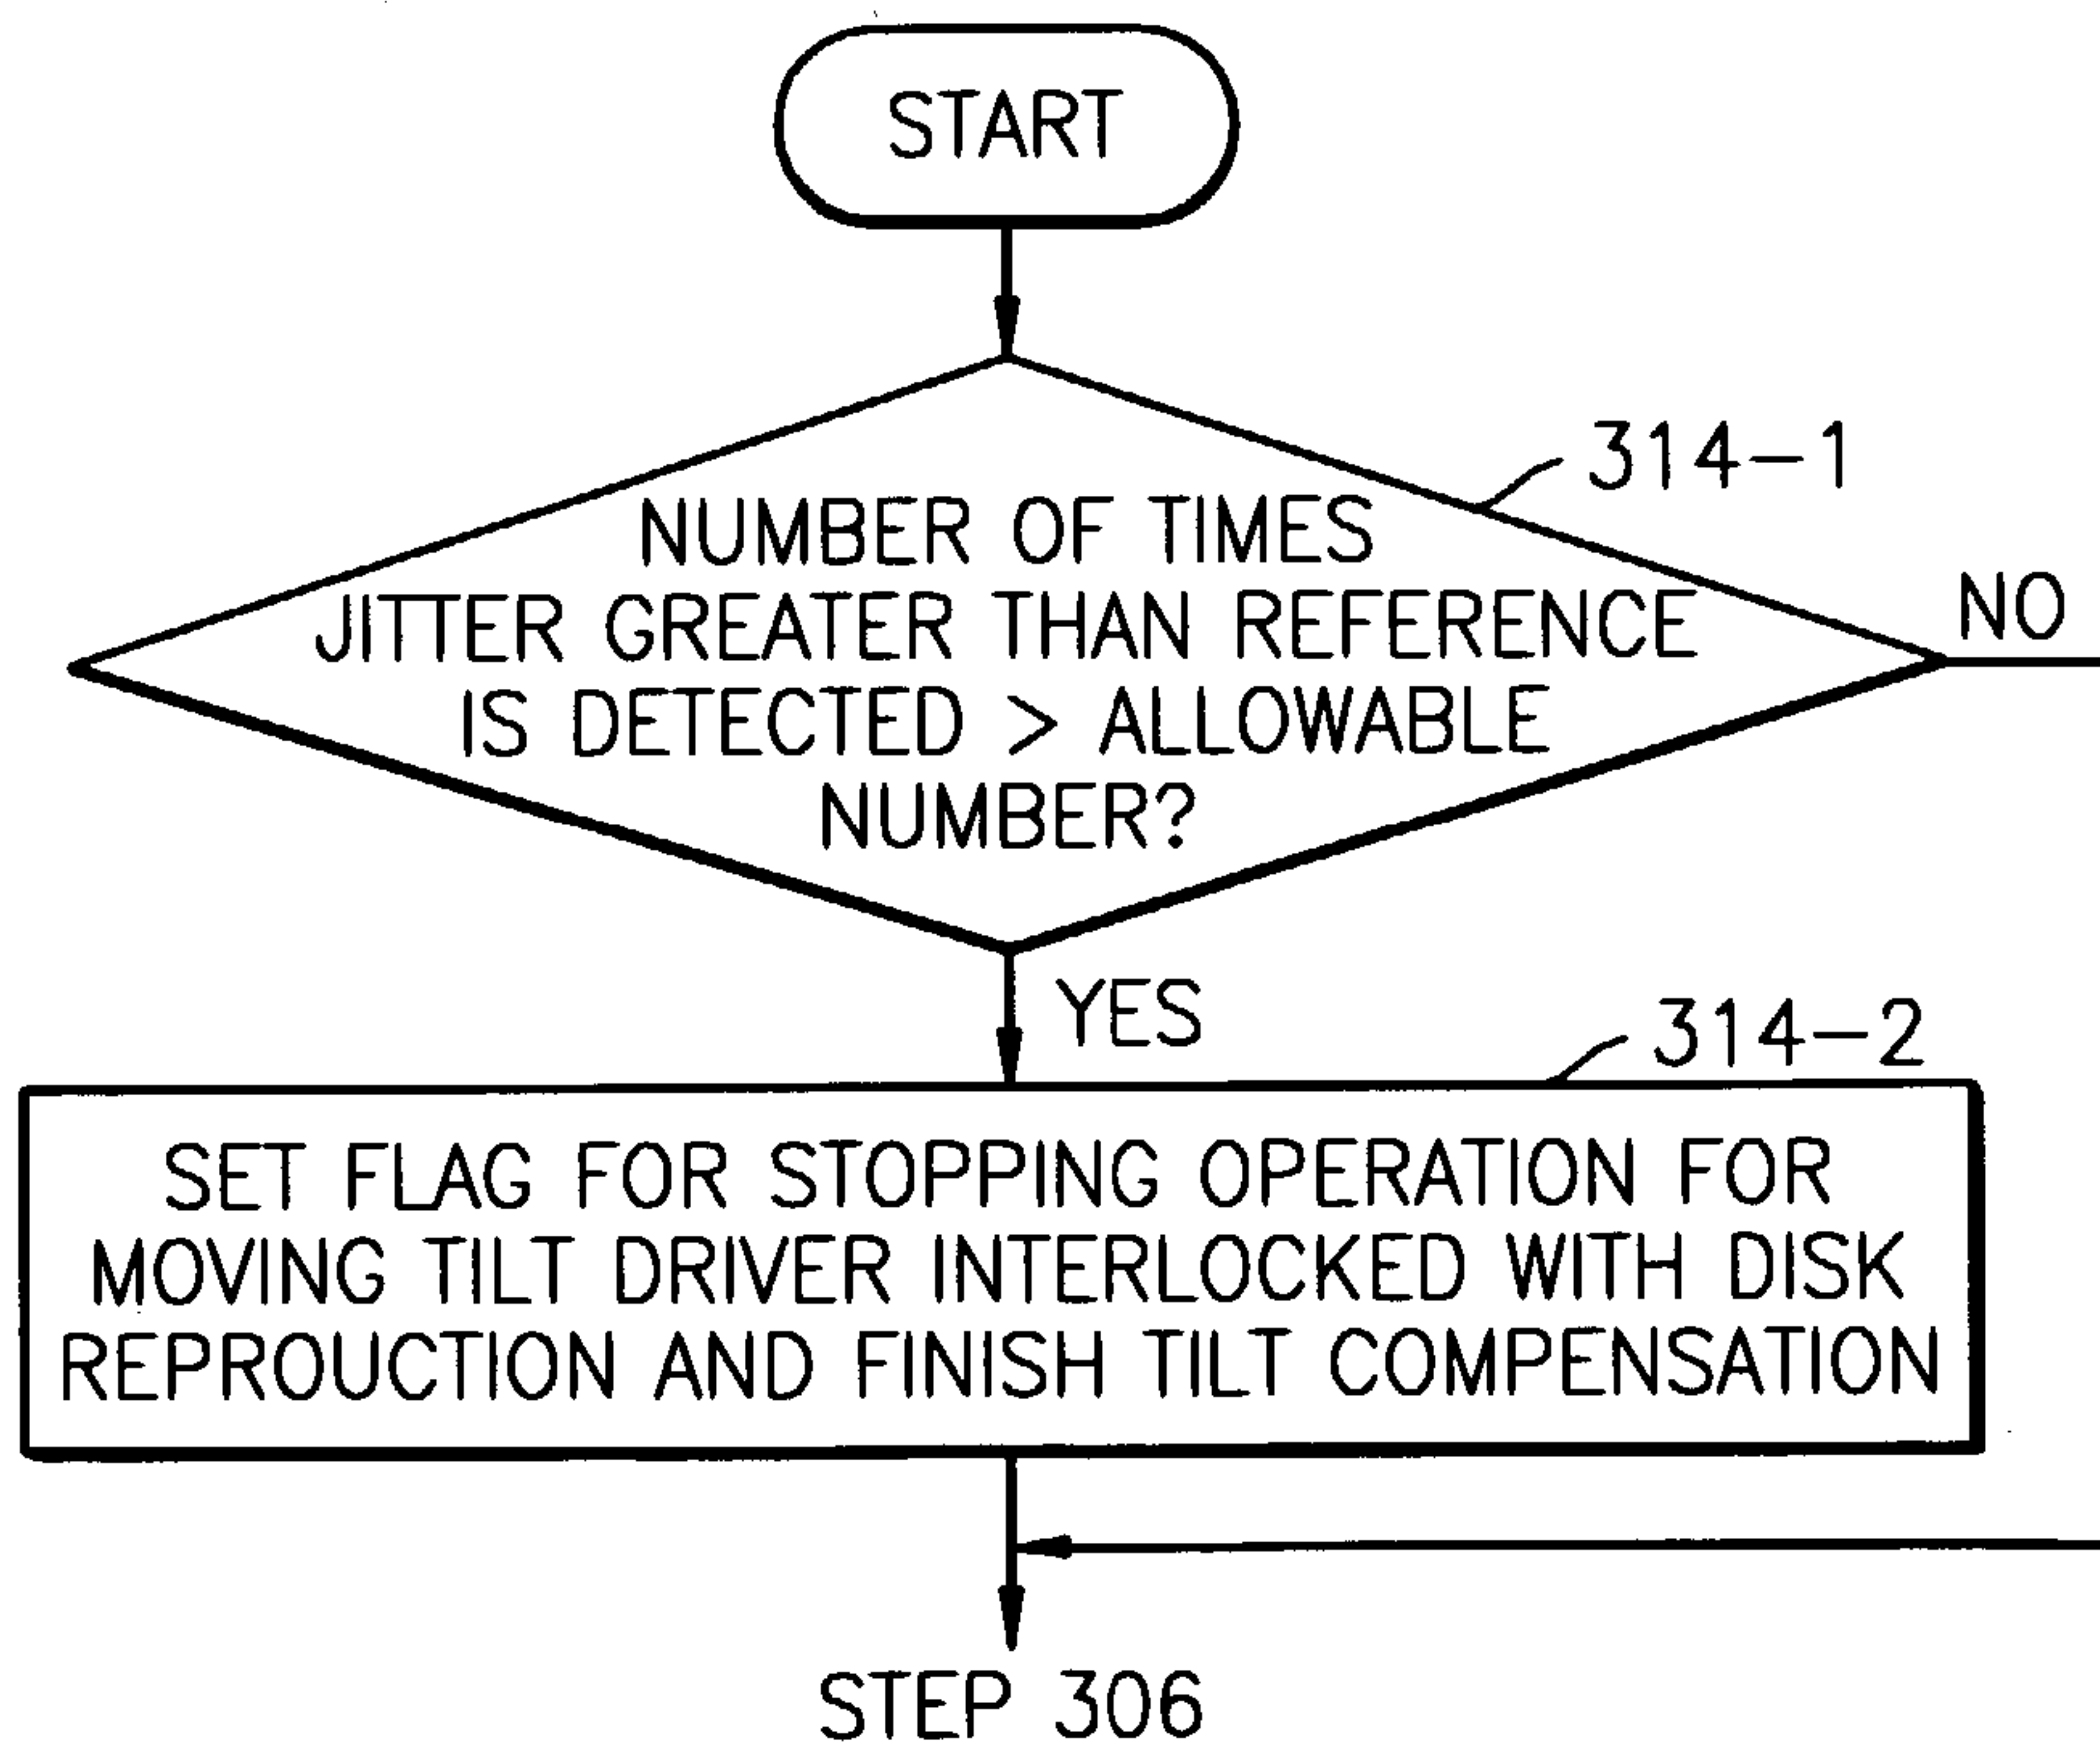 START
314-1
NUMBER OF TIMES
JITTER GREATER THAN REFERENCE
IS DETECTED > ALLOWABLE
NUMBER?
NO
YES
314-2
SET FLAG FOR STOPPING OPERATION FOR
MOVING TILT DRIVER INTERLOCKED WITH DISK
REPROUCTION AND FINISH TILT COMPENSATION
STEP 306